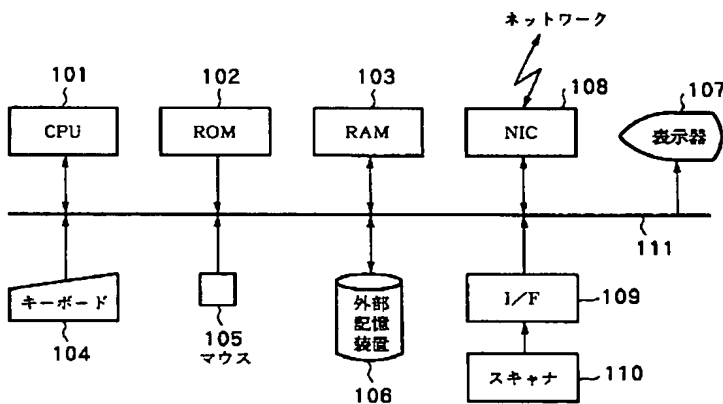 ネットワーク
101
102
103
108
107
CPU
ROM
RAM
NIC
表示器
111
キーボード
104
105
マウス
外部
記憶
装置
106
I/F
109
スキャナ
110